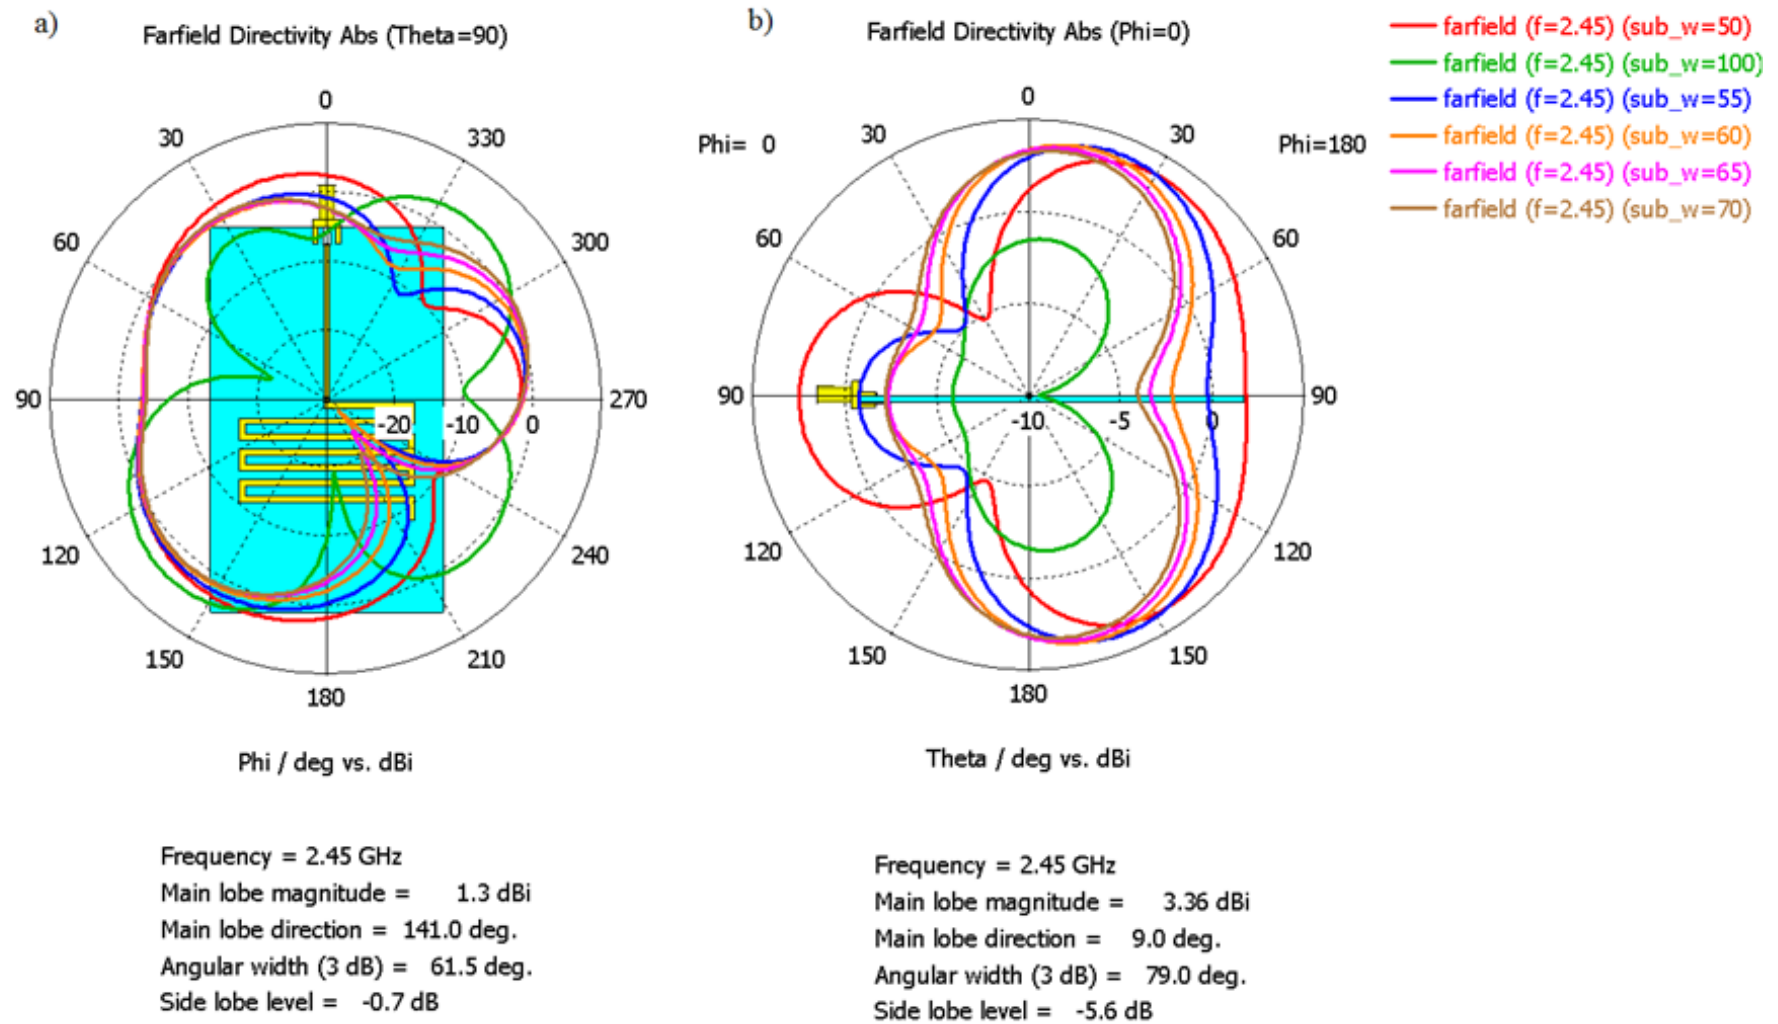 a)
Farfield Directivity Abs (Theta=90)
0
30
330
60
300
90
270
-20
-10
0
120
240
150
210
180
Phi / deg vs. dBi
Frequency = 2.45 GHz
Main lobe magnitude = 1.3 dBi
Main lobe direction = 141.0 deg.
Angular width (3 dB) = 61.5 deg.
Side lobe level = -0.7 dB
b)
Farfield Directivity Abs (Phi=0)
0
30
30
Phi= 0
Phi=180
60
60
90
90
-10
-5
0
120
120
150
150
180
Theta / deg vs. dBi
Frequency = 2.45 GHz
Main lobe magnitude = 3.36 dBi
Main lobe direction = 9.0 deg.
Angular width (3 dB) = 79.0 deg.
Side lobe level = -5.6 dB
farfield (f=2.45) (sub_w=50)
farfield (f=2.45) (sub_w=100)
farfield (f=2.45) (sub_w=55)
farfield (f=2.45) (sub_w=60)
farfield (f=2.45) (sub_w=65)
farfield (f=2.45) (sub_w=70)